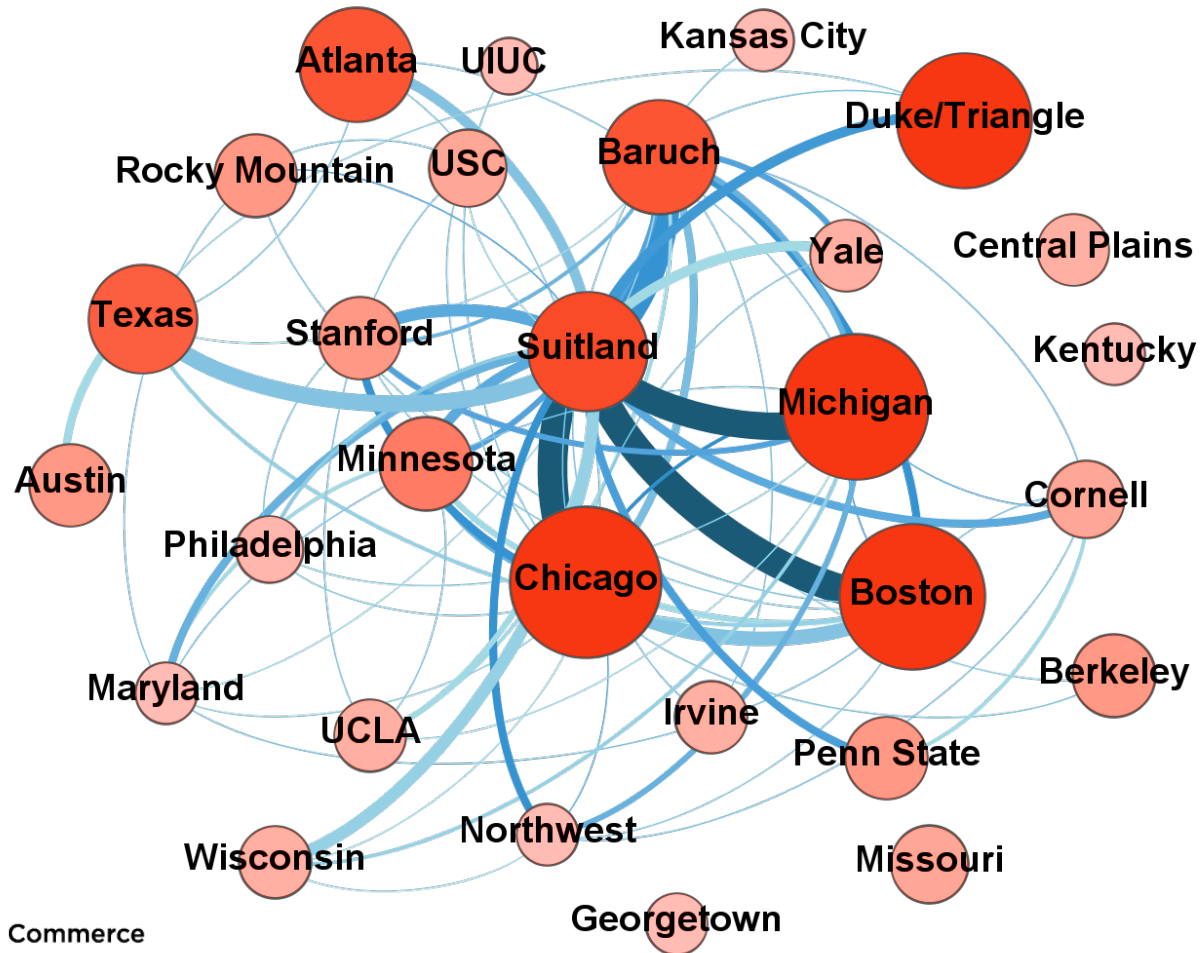 Kansas City
Atlanta
UIUC
Duke/Triangle
Baruch
USC
Rocky Mountain
Yale
Central Plains
Texas
Stanford
Suitland
Kentucky
Michigan
Minnesota
Austin
Cornell
Philadelphia
Chicago
Boston
Berkeley
Maryland
Irvine
UCLA
Penn State
Northwest
Wisconsin
Missouri
Georgetown
Commerce